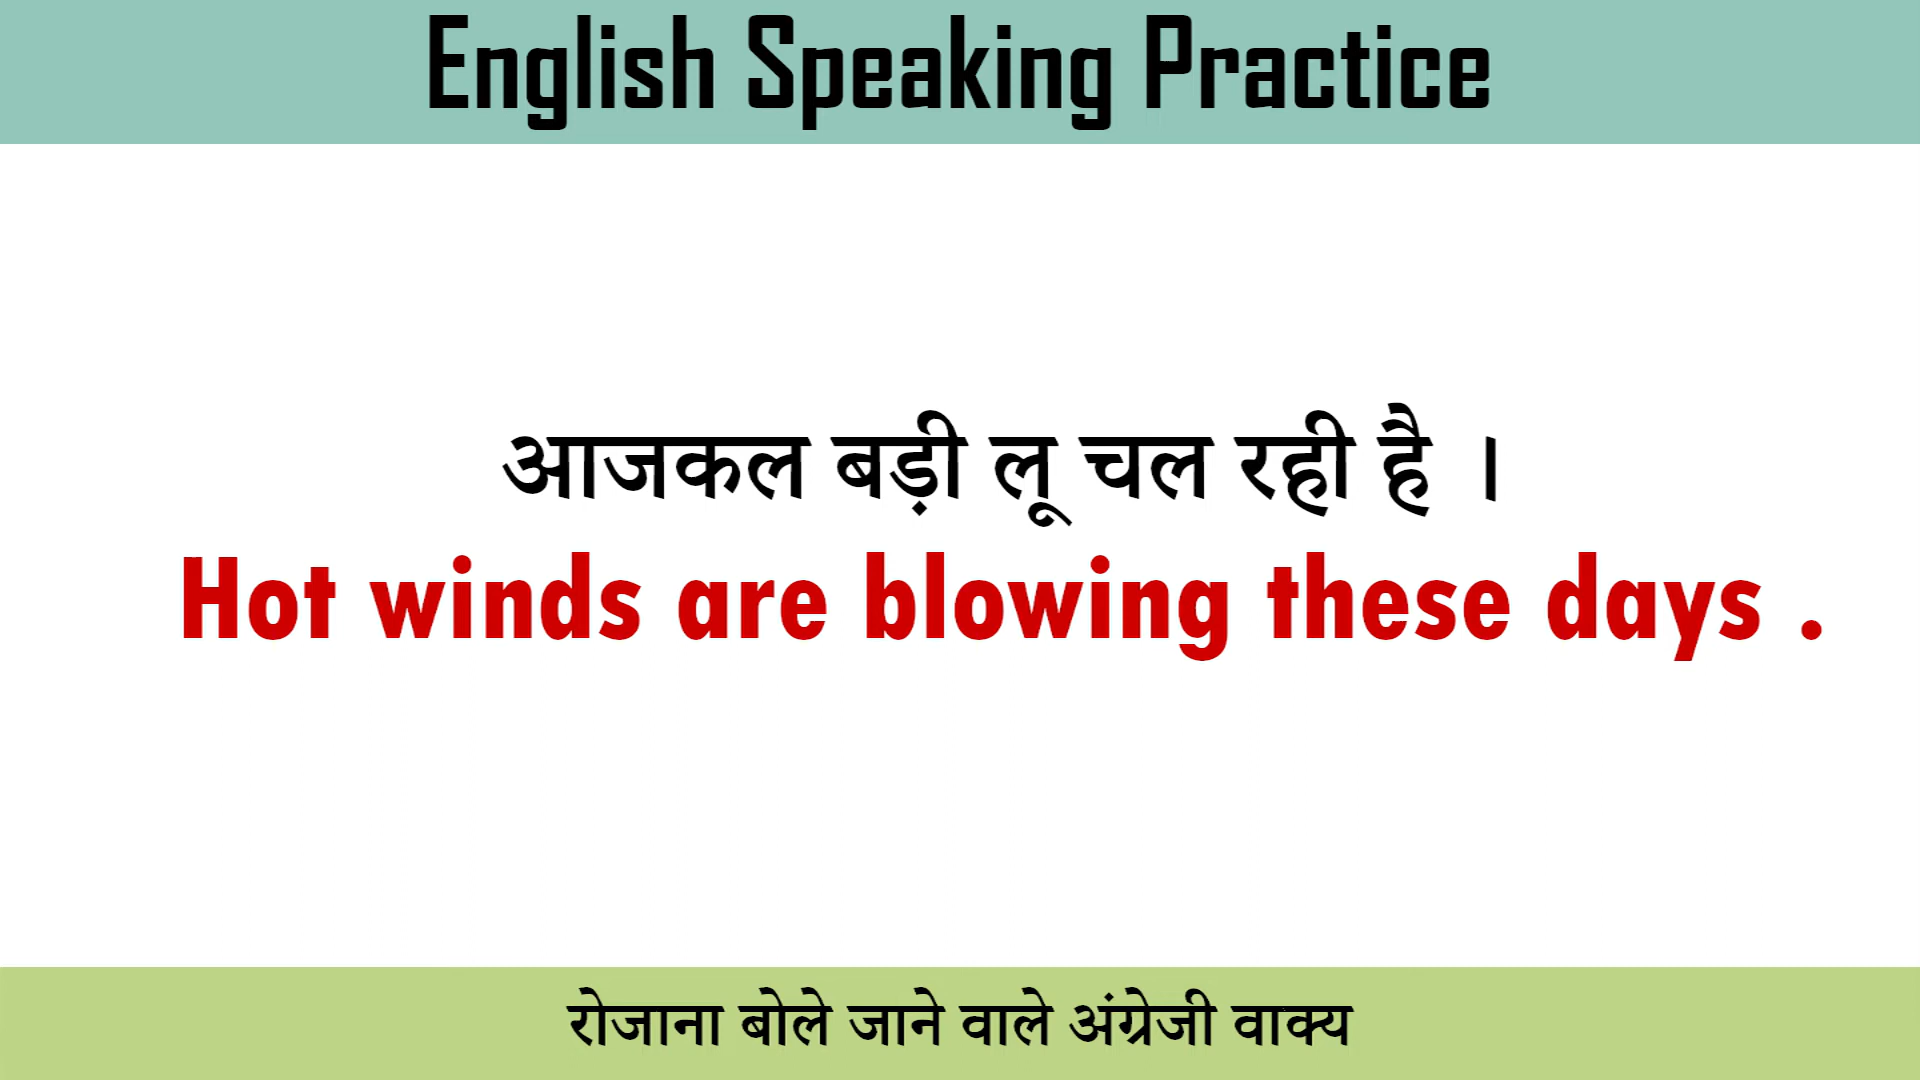 English Speaking Practice
आजकल बड़ी लू चल रही है ।
Hot winds are blowing these days .
रोजाना बोले जाने वाले अंग्रेजी वाक्य